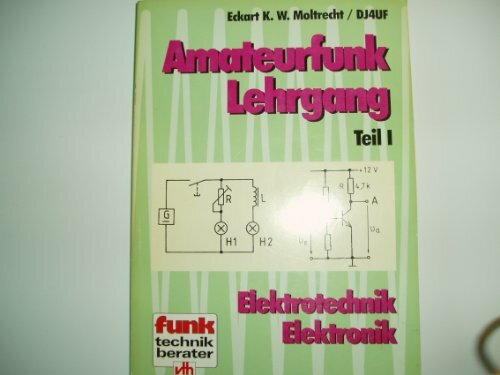 Eckart K. W. Moltrecht / DJ4UF
Amateurfunk
Lehrgang
Teil I
+12 V
R
4,7 k
A
G
R
L
H1
H2
Elektrotechnik
Elektronik
funk
technik
berater
vth